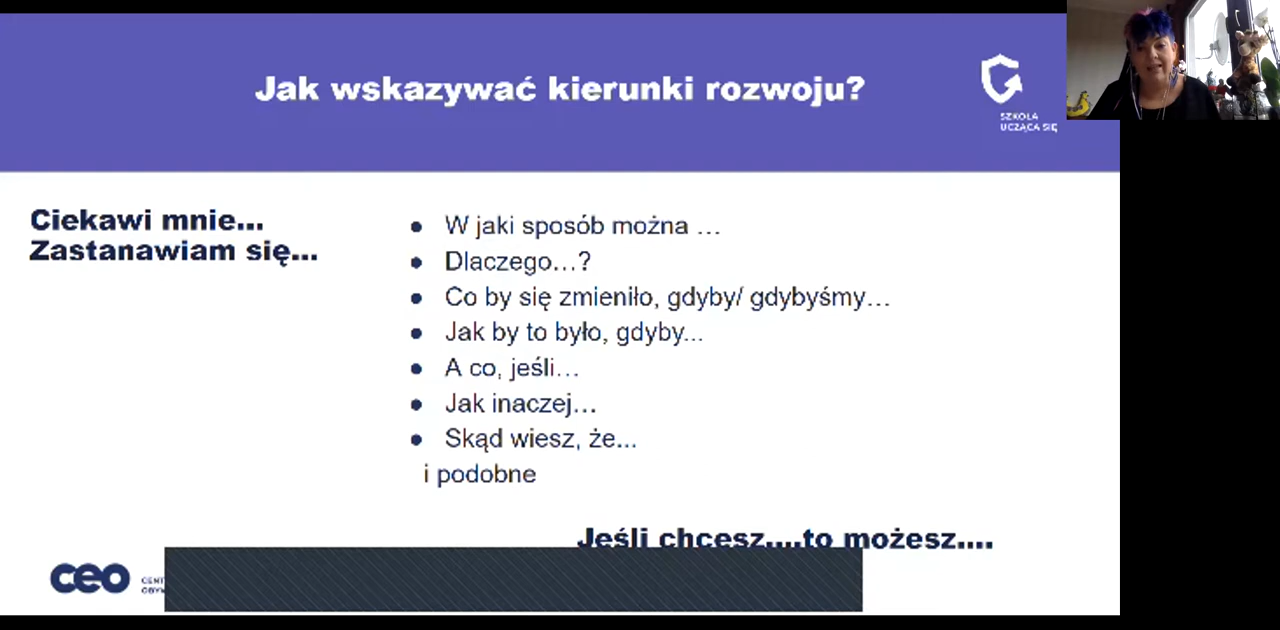 Jak wskazywać kierunki rozwoju?
SZKOŁA
UCZĄCA SIĘ
Ciekawi mnie...
Zastanawiam się...
● W jaki sposób można …
● Dlaczego…?
● Co by się zmieniło, gdyby/ gdybyśmy…
● Jak by to było, gdyby...
● A co, jeśli…
● Jak inaczej…
● Skąd wiesz, że...
i podobne
Jeśli chcesz....to możesz....
ceo